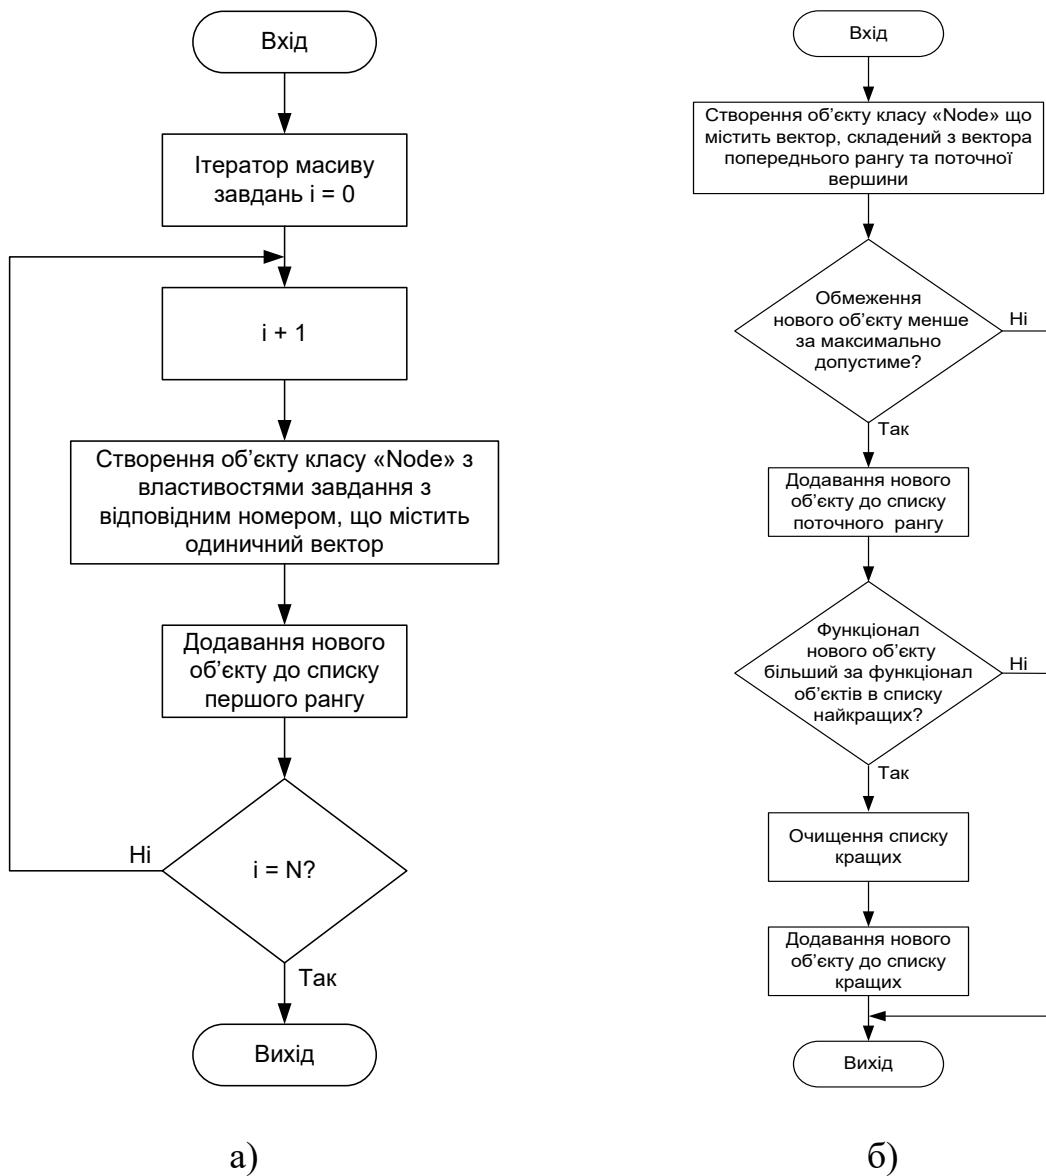 Вхід
Ітератор масиву
завдань i = 0
i + 1
Створення об’єкту класу «Node» з
властивостями завдання з
відповідним номером, що містить
одиничний вектор
Додавання нового
об’єкту до списку
першого рангу
Ні
i = N?
Так
Вихід
а)
Вхід
Створення об’єкту класу «Node» що
містить вектор, складений з вектора
попереднього рангу та поточної
вершини
Обмеження
нового об’єкту менше
за максимально
допустиме?
Ні
Так
Додавання нового
об’єкту до списку
поточного рангу
Функціонал
нового об’єкту
більший за функціонал
об’єктів в списку
найкращих?
Ні
Так
Очищення списку
кращих
Додавання нового
об’єкту до списку
кращих
Вихід
б)